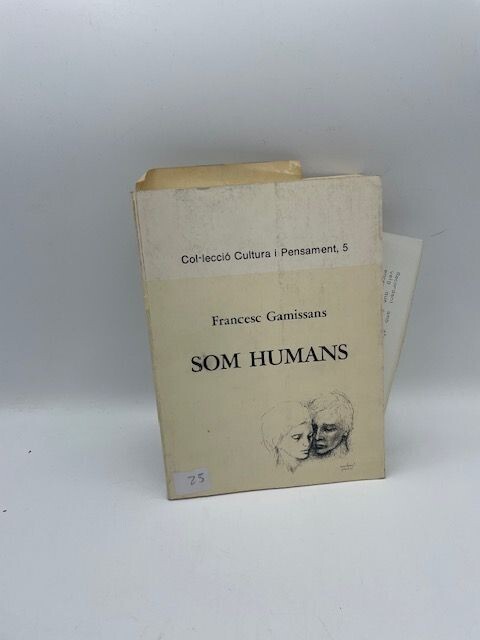 Col·lecció Cultura i Pensament, 5
Francesc Gamissans
SOM HUMANS
25